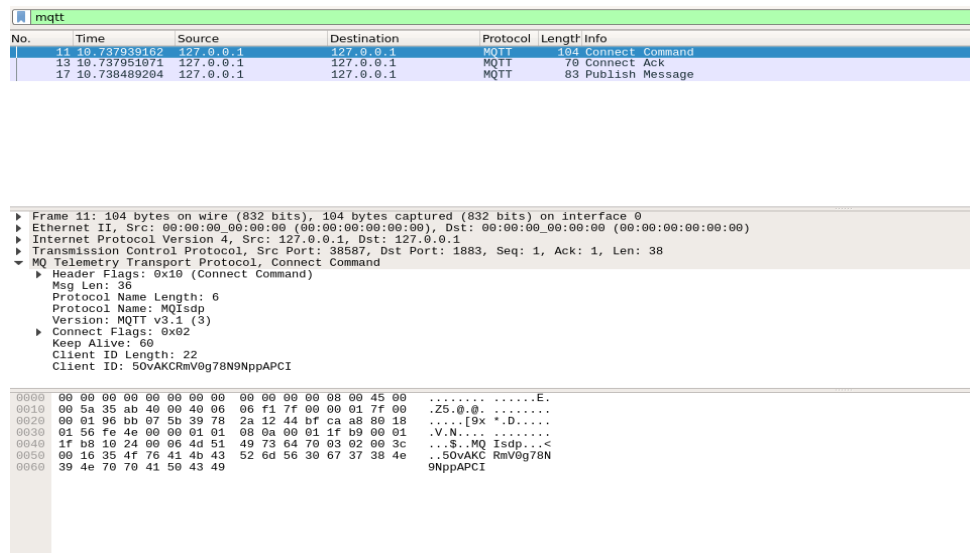 mqtt
No. Time Source Destination Protocol Length Info
11 10.737939162 127.0.0.1 127.0.0.1 MQTT 104 Connect Command
13 10.737951071 127.0.0.1 127.0.0.1 MQTT 70 Connect Ack
17 10.738489204 127.0.0.1 127.0.0.1 MQTT 83 Publish Message
Frame 11: 104 bytes on wire (832 bits), 104 bytes captured (832 bits) on interface 0
Ethernet II, Src: 00:00:00_00:00:00 (00:00:00:00:00:00), Dst: 00:00:00_00:00:00 (00:00:00:00:00:00)
Internet Protocol Version 4, Src: 127.0.0.1, Dst: 127.0.0.1
Transmission Control Protocol, Src Port: 38587, Dst Port: 1883, Seq: 1, Ack: 1, Len: 38
MQ Telemetry Transport Protocol, Connect Command
Header Flags: 0x10 (Connect Command)
Msg Len: 36
Protocol Name Length: 6
Protocol Name: MQIsdp
Version: MQTT v3.1 (3)
Connect Flags: 0x02
Keep Alive: 60
Client ID Length: 22
Client ID: 5OvAKCRmV0g78N9NppAPCI
0000 00 00 00 00 00 00 00 00 00 00 00 00 08 00 45 00 ........ ......E.
0010 00 5a 35 ab 40 00 40 06 06 f1 7f 00 00 01 7f 00 .Z5.@.@. ........
0020 00 01 96 bb 07 5b 39 78 2a 12 44 bf ca a8 80 18 .....[9x *.D.....
0030 01 56 fe 4e 00 00 01 01 08 0a 00 01 1f b9 00 01 .V.N.... ........
0040 1f b8 10 24 00 06 4d 51 49 73 64 70 03 02 00 3c ...$..MQ Isdp...<
0050 00 16 35 4f 76 41 4b 43 52 6d 56 30 67 37 38 4e ..5OvAKC RmV0g78N
0060 39 4e 70 70 41 50 43 49 9NppAPCI